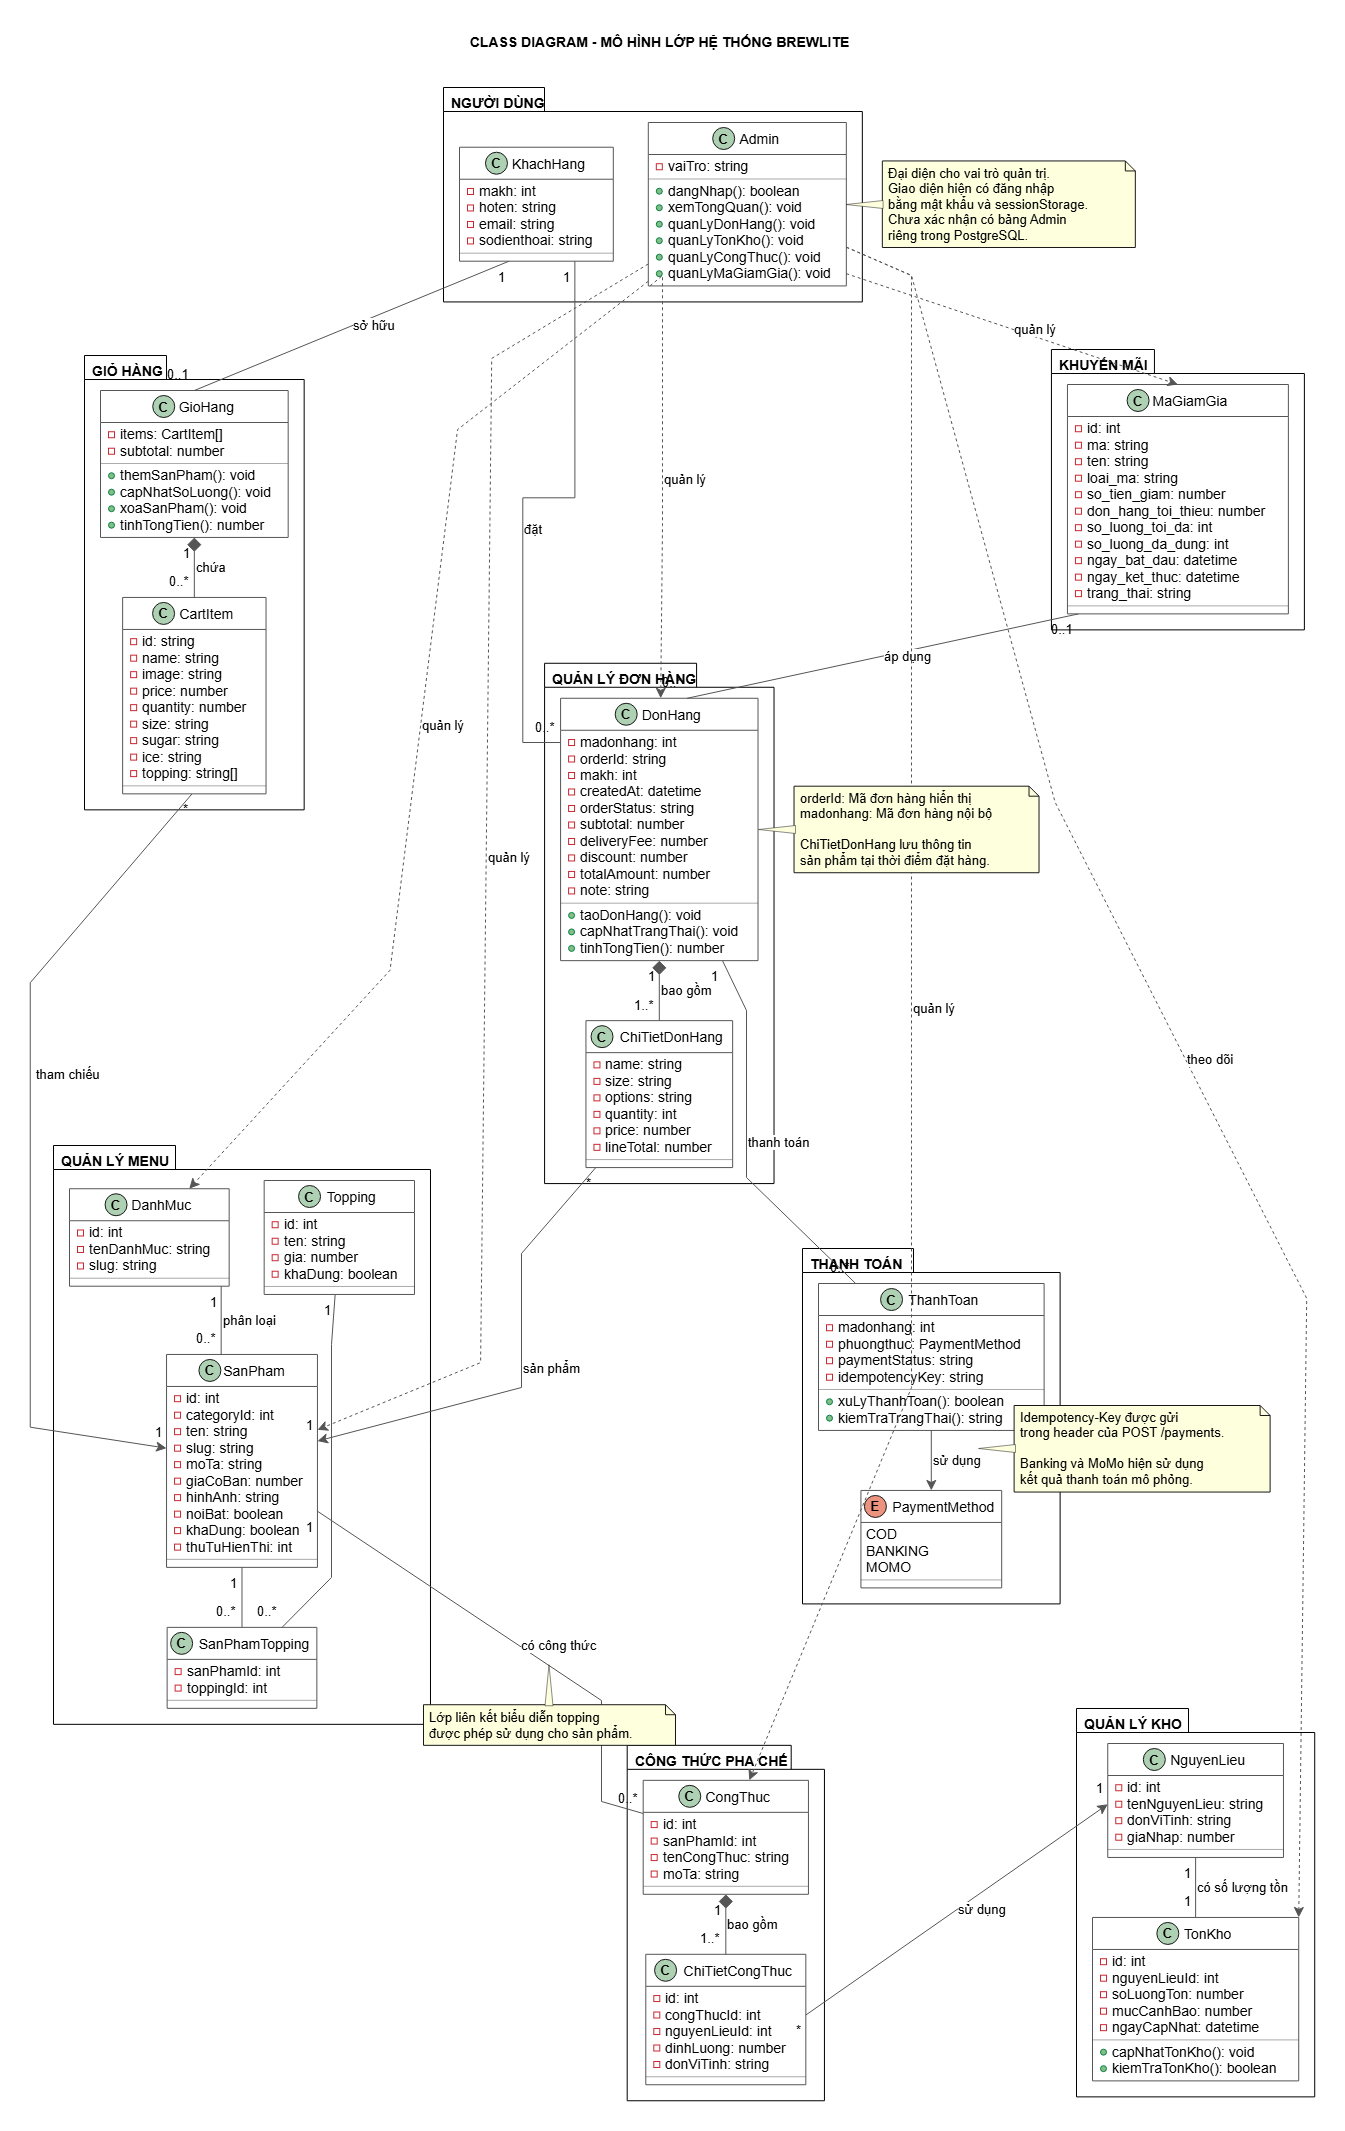 CLASS DIAGRAM - MÔ HÌNH LỚP HỆ THỐNG BREWLITE
NGƯỜI DÙNG
C KhachHang
makh: int
hoten: string
email: string
sodienthoai: string
C Admin
vaiTro: string
dangNhap(): boolean
xemTongQuan(): void
quanLyDonHang(): void
quanLyTonKho(): void
quanLyCongThuc(): void
quanLyMaGiamGia(): void
Đại diện cho vai trò quản trị.
Giao diện hiện có đăng nhập
bằng mật khẩu và sessionStorage.
Chưa xác nhận có bảng Admin
riêng trong PostgreSQL.
1
1
sở hữu
0..1
quản lý
GIỎ HÀNG
C GioHang
items: CartItem[]
subtotal: number
themSanPham(): void
capNhatSoLuong(): void
xoaSanPham(): void
tinhTongTien(): number
1
chứa
0..*
C CartItem
id: string
name: string
image: string
price: number
quantity: number
size: string
sugar: string
ice: string
topping: string[]
*
KHUYẾN MÃI
C MaGiamGia
id: int
ma: string
ten: string
loai_ma: string
so_tien_giam: number
don_hang_toi_thieu: number
so_luong_toi_da: int
so_luong_da_dung: int
ngay_bat_dau: datetime
ngay_ket_thuc: datetime
trang_thai: string
0..1
áp dụng
quản lý
đặt
0..*
quản lý
quản lý
QUẢN LÝ ĐƠN HÀNG
C DonHang
madonhang: int
orderId: string
makh: int
createdAt: datetime
orderStatus: string
subtotal: number
deliveryFee: number
discount: number
totalAmount: number
note: string
taoDonHang(): void
capNhatTrangThai(): void
tinhTongTien(): number
orderId: Mã đơn hàng hiển thị
madonhang: Mã đơn hàng nội bộ
ChiTietDonHang lưu thông tin
sản phẩm tại thời điểm đặt hàng.
1
1
bao gồm
1..*
C ChiTietDonHang
name: string
size: string
options: string
quantity: int
price: number
lineTotal: number
*
quản lý
theo dõi
tham chiếu
thanh toán
sản phẩm
QUẢN LÝ MENU
C DanhMuc
id: int
tenDanhMuc: string
slug: string
C Topping
id: int
ten: string
gia: number
khaDung: boolean
1
phân loại
0..*
1
C SanPham
id: int
categoryId: int
ten: string
slug: string
moTa: string
giaCoBan: number
hinhAnh: string
noiBat: boolean
khaDung: boolean
thuTuHienThi: int
1
1
1
1
0..*
0..*
C SanPhamTopping
sanPhamId: int
toppingId: int
THANH TOÁN
C ThanhToan
madonhang: int
phuongthuc: PaymentMethod
paymentStatus: string
idempotencyKey: string
xuLyThanhToan(): boolean
kiemTraTrangThai(): string
Idempotency-Key được gửi
trong header của POST /payments.
Banking và MoMo hiện sử dụng
kết quả thanh toán mô phỏng.
sử dụng
E PaymentMethod
COD
BANKING
MOMO
có công thức
Lớp liên kết biểu diễn topping
được phép sử dụng cho sản phẩm.
CÔNG THỨC PHA CHẾ
0..*
C CongThuc
id: int
sanPhamId: int
tenCongThuc: string
moTa: string
1
bao gồm
1..*
C ChiTietCongThuc
id: int
congThucId: int
nguyenLieuId: int
dinhLuong: number
donViTinh: string
*
sử dụng
QUẢN LÝ KHO
1
C NguyenLieu
id: int
tenNguyenLieu: string
donViTinh: string
giaNhap: number
1
có số lượng tồn
1
C TonKho
id: int
nguyenLieuId: int
soLuongTon: number
mucCanhBao: number
ngayCapNhat: datetime
capNhatTonKho(): void
kiemTraTonKho(): boolean